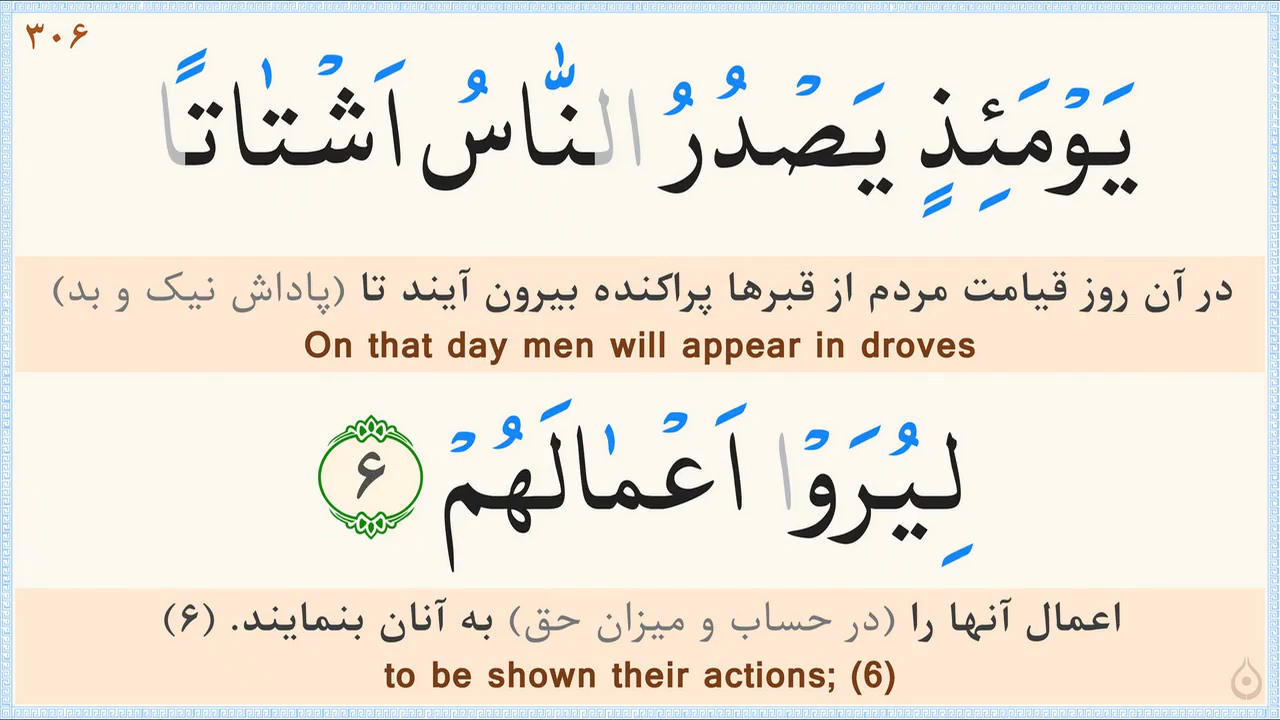 ۳۰۶
يَوْمَئِذٍ يَصْدُرُ النّٰاسُ اَشْتٰاتًا
در آن روز قیامت مردم از قبرها پراکنده بیرون آیند تا (پاداش نیک و بد)
On that day men will appear in droves
لِيُرَوْا اَعْمٰالَهُمْ ۶
اعمال آنها را (در حساب و میزان حق) به آنان بنمایند. (۶)
to be shown their actions; (6)